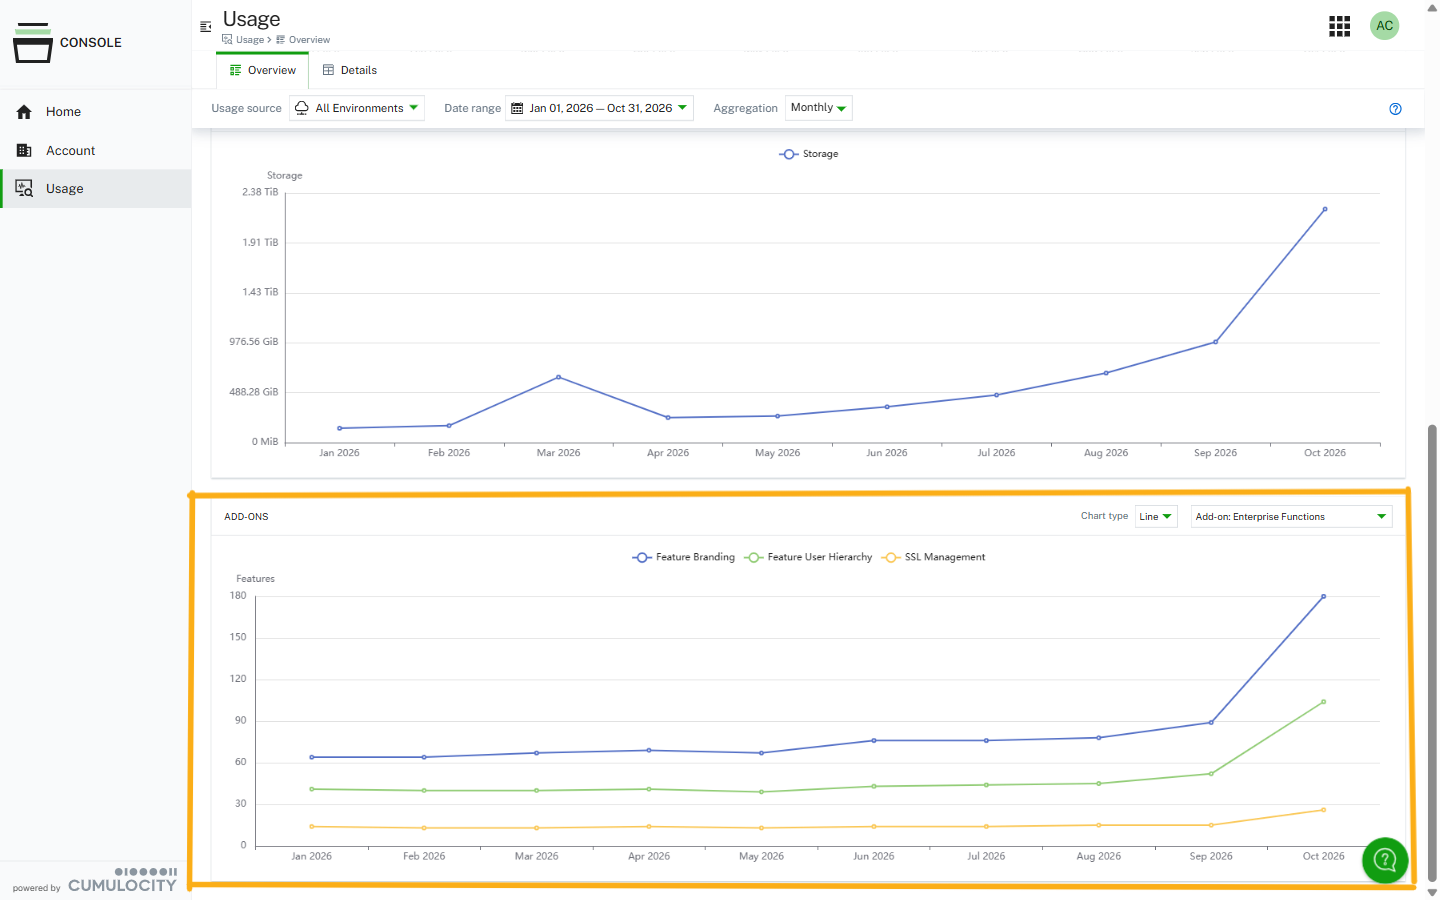 CONSOLE
Usage
Usage > Overview
AC
Overview Details
Usage source All Environments Date range Jan 01, 2026 — Oct 31, 2026 Aggregation Monthly
Home
Account
Usage
Storage
Storage
2.38 TiB
1.91 TiB
1.43 TiB
976.56 GiB
488.28 GiB
0 MiB
Jan 2026 Feb 2026 Mar 2026 Apr 2026 May 2026 Jun 2026 Jul 2026 Aug 2026 Sep 2026 Oct 2026
ADD-ONS Chart type Line Add-on: Enterprise Functions
Feature Branding Feature User Hierarchy SSL Management
Features
180
150
120
90
60
30
0
Jan 2026 Feb 2026 Mar 2026 Apr 2026 May 2026 Jun 2026 Jul 2026 Aug 2026 Sep 2026 Oct 2026
powered by CUMULOCITY